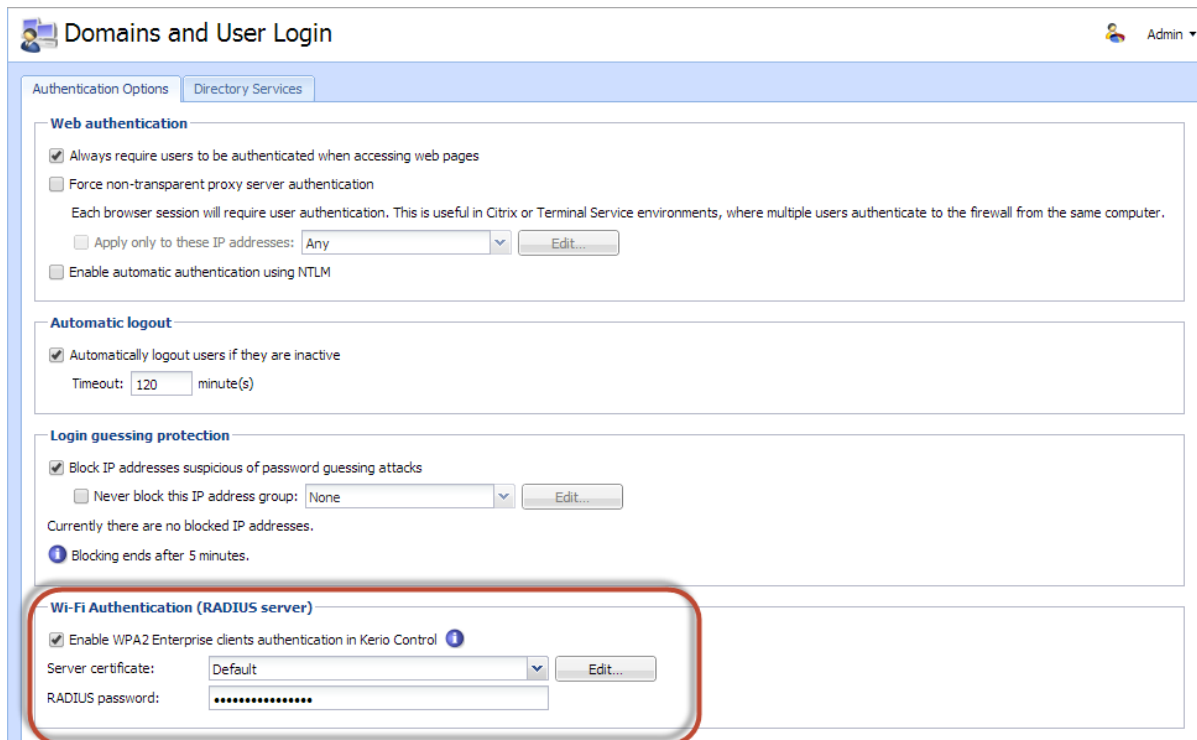 Domains and User Login
Admin
Authentication Options
Directory Services
Web authentication
Always require users to be authenticated when accessing web pages
Force non-transparent proxy server authentication
Each browser session will require user authentication. This is useful in Citrix or Terminal Service environments, where multiple users authenticate to the firewall from the same computer.
Apply only to these IP addresses: Any Edit...
Enable automatic authentication using NTLM
Automatic logout
Automatically logout users if they are inactive
Timeout: 120 minute(s)
Login guessing protection
Block IP addresses suspicious of password guessing attacks
Never block this IP address group: None Edit...
Currently there are no blocked IP addresses.
Blocking ends after 5 minutes.
Wi-Fi Authentication (RADIUS server)
Enable WPA2 Enterprise clients authentication in Kerio Control
Server certificate: Default Edit...
RADIUS password: ••••••••••••••••